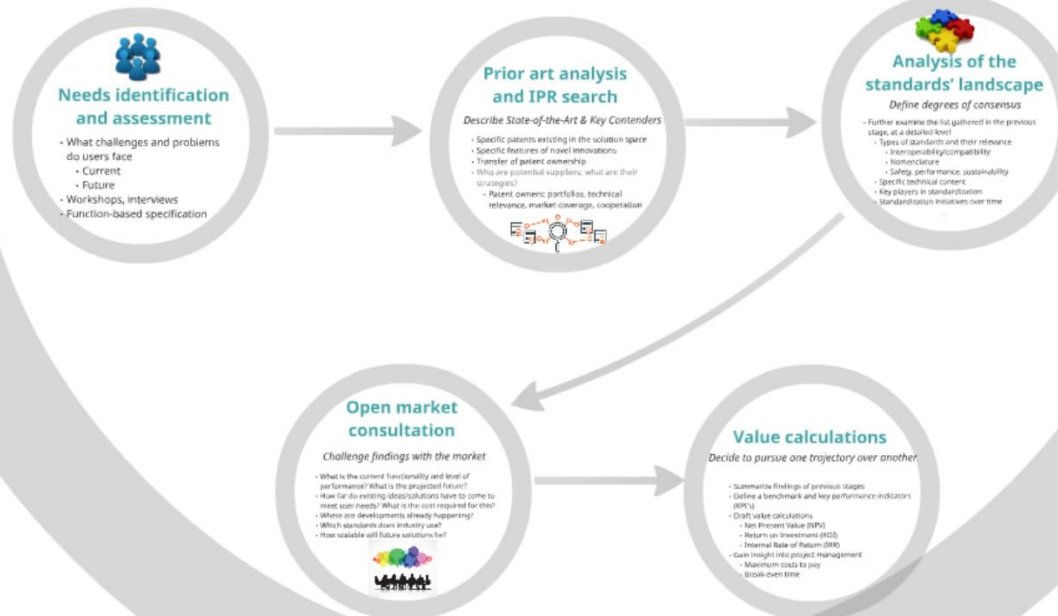 Needs identification
and assessment
• What challenges and problems
do users face
• Current
• Future
• Workshops, interviews
• Function-based specification
Prior art analysis
and IPR search
Describe State-of-the-Art & Key Contenders
• Specific patents existing in the solution space
• Specific features of novel innovations
• Transfer of patent ownership
• Who are potential suppliers; what are their
strategies?
• Patent owners: portfolios, technical
relevance, market coverage, cooperation
Analysis of the
standards' landscape
Define degrees of consensus
• Further examine the list gathered in the previous
stage, at a detailed level
• Types of standards and their relevance
• Interoperability/compatibility
• Nomenclature
• Safety, performance, sustainability
• Specific technical content
• Key players in standardization
• Standardization initiatives over time
Open market
consultation
Challenge findings with the market
• What is the current functionality and level of
performance? What is the projected future?
• How far do existing ideas/solutions have to come to
meet user needs? What is the cost required for this?
• Where are developments already happening?
• Which standards does industry use?
• How scalable will future solutions be?
Value calculations
Decide to pursue one trajectory over another
• Summarize findings of previous stages
• Define a benchmark and key performance indicators
(KPI's)
• Draft value calculations
• Net Present Value (NPV)
• Return on Investment (ROI)
• Internal Rate of Return (IRR)
• Gain insight into project management
• Maximum costs to pay
• Break-even time